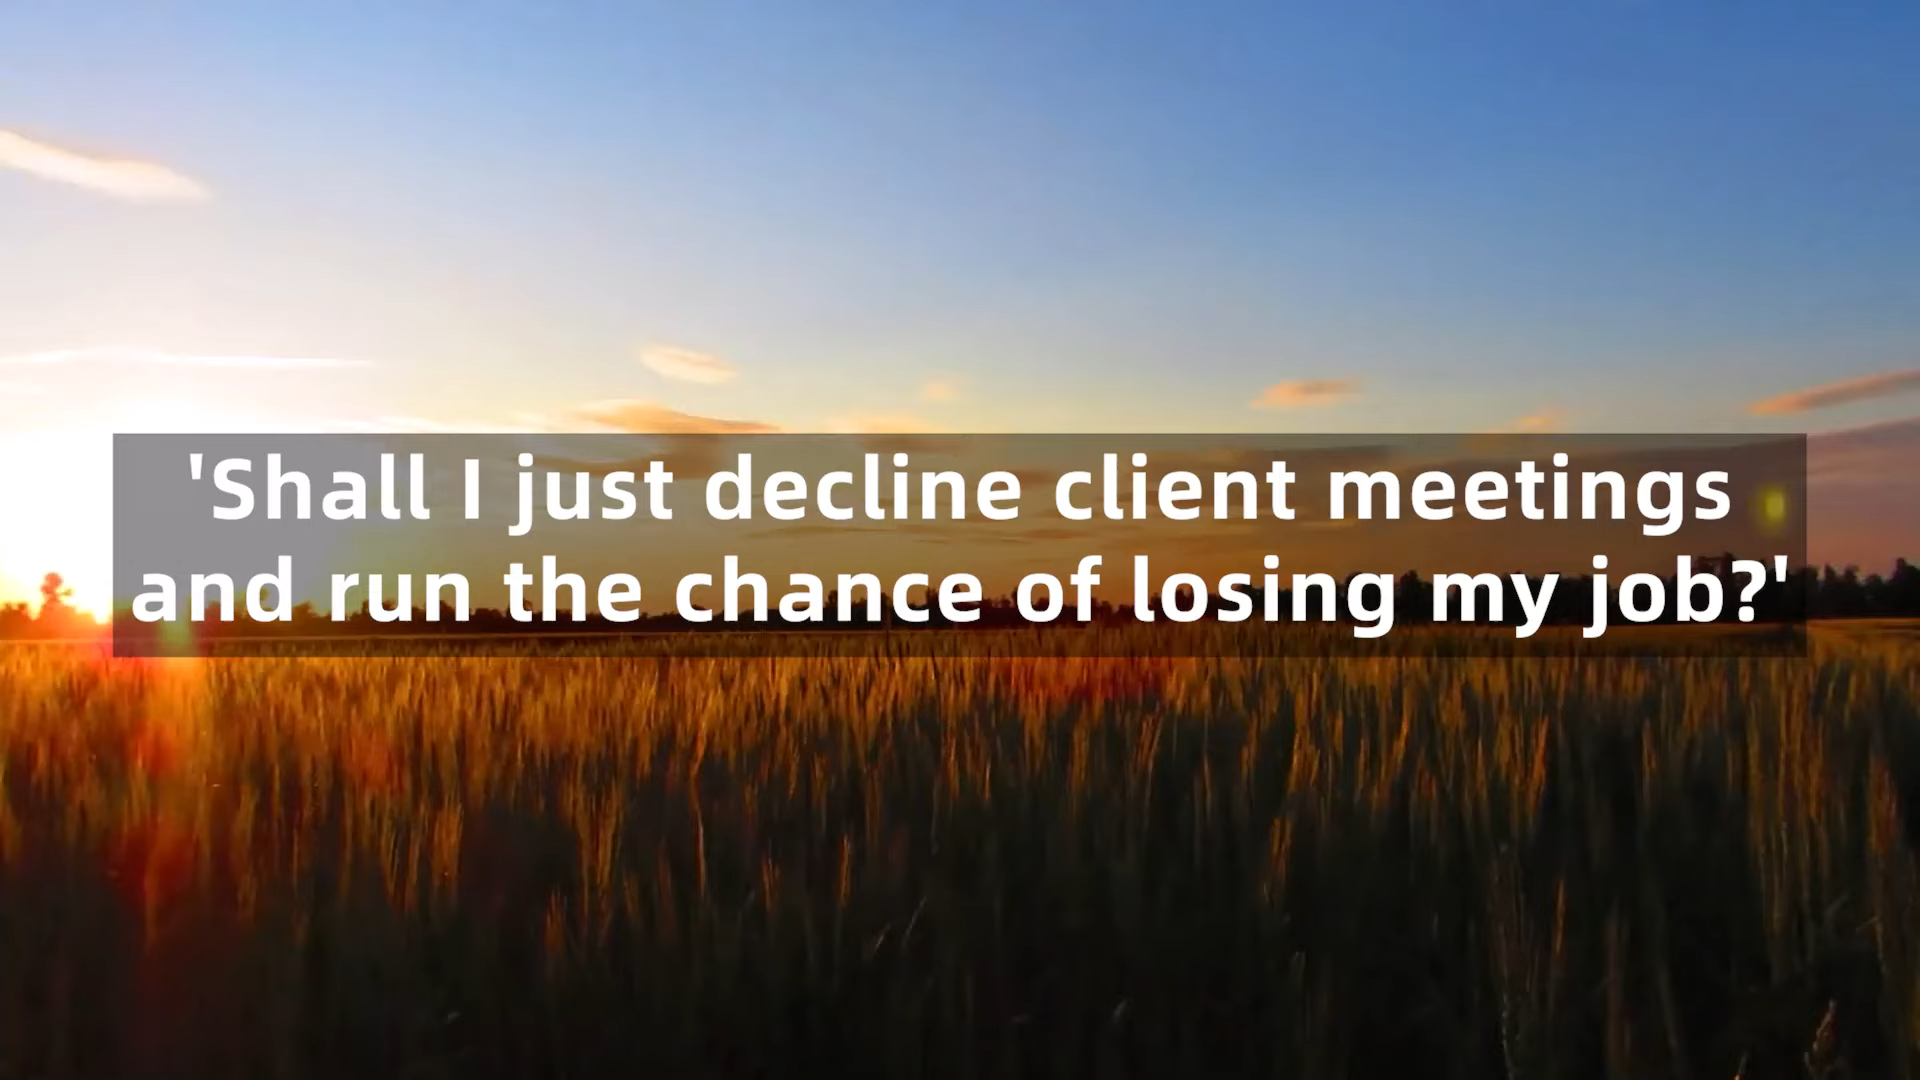 'Shall I just decline client meetings
and run the chance of losing my job?'